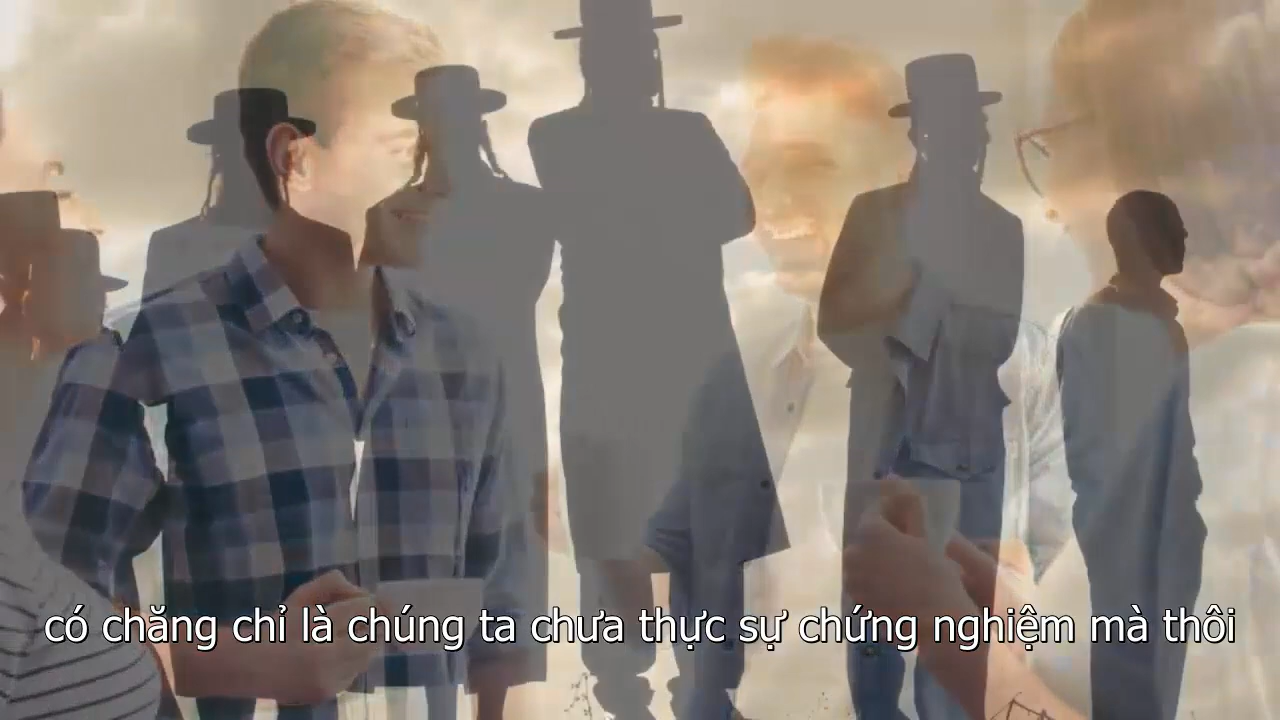 có chăng chỉ là chúng ta chưa thực sự chứng nghiệm mà thôi